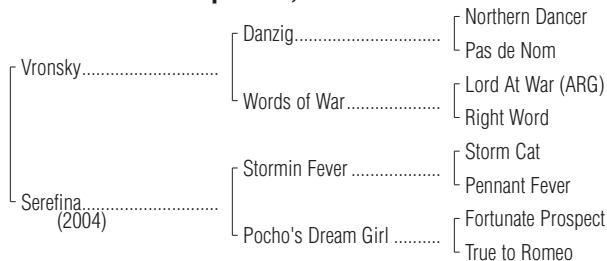 Northern Dancer
Danzig
Pas de Nom
Vronsky
Lord At War (ARG)
Words of War
Right Word
Storm Cat
Stormin Fever
Pennant Fever
Serefina
(2004)
Fortunate Prospect
Pocho's Dream Girl
True to Romeo